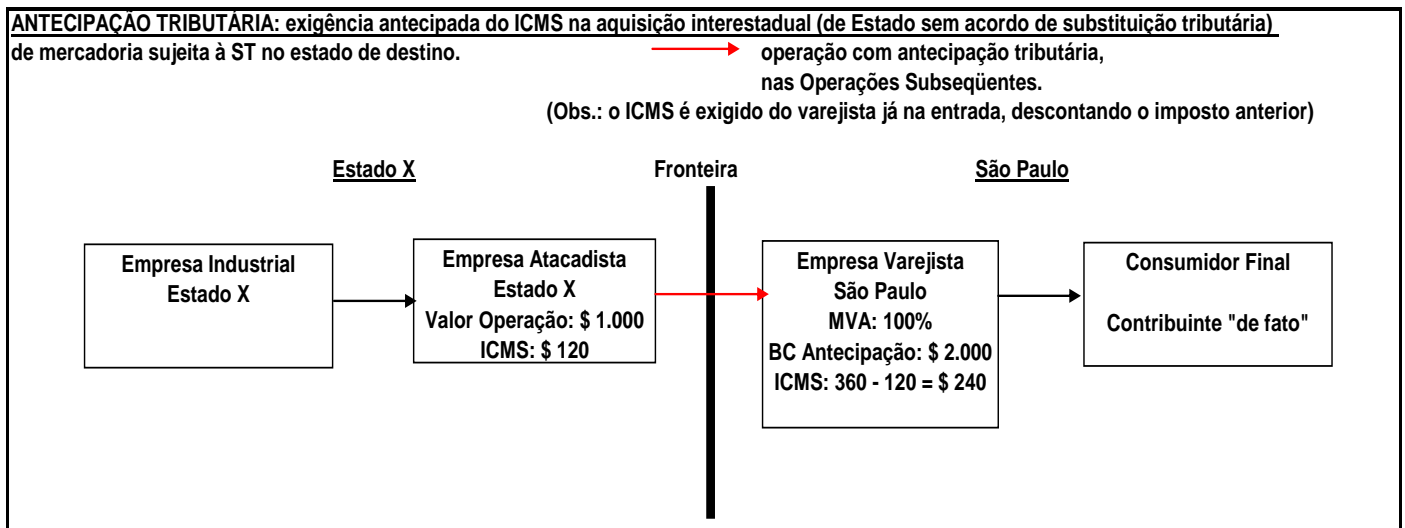 ANTECIPAÇÃO TRIBUTÁRIA: exigência antecipada do ICMS na aquisição interestadual (de Estado sem acordo de substituição tributária)
de mercadoria sujeita à ST no estado de destino.
operação com antecipação tributária,
nas Operações Subseqüentes.
(Obs.: o ICMS é exigido do varejista já na entrada, descontando o imposto anterior)
Estado X
Fronteira
São Paulo
Empresa Industrial
Estado X
Empresa Atacadista
Estado X
Valor Operação: $ 1.000
ICMS: $ 120
Empresa Varejista
São Paulo
MVA: 100%
BC Antecipação: $ 2.000
ICMS: 360 - 120 = $ 240
Consumidor Final
Contribuinte "de fato"